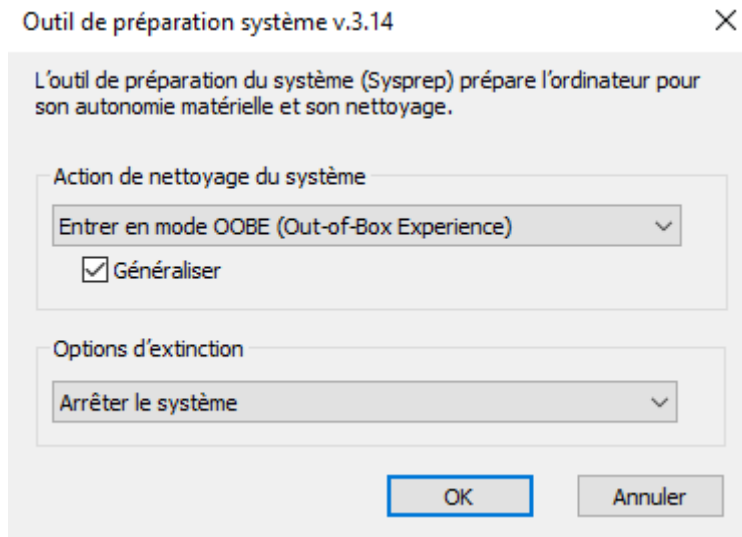 Outil de préparation système v.3.14
L'outil de préparation du système (Sysprep) prépare l'ordinateur pour
son autonomie matérielle et son nettoyage.
Action de nettoyage du système
Entrer en mode OOBE (Out-of-Box Experience)
Généraliser
Options d'extinction
Arrêter le système
OK
Annuler